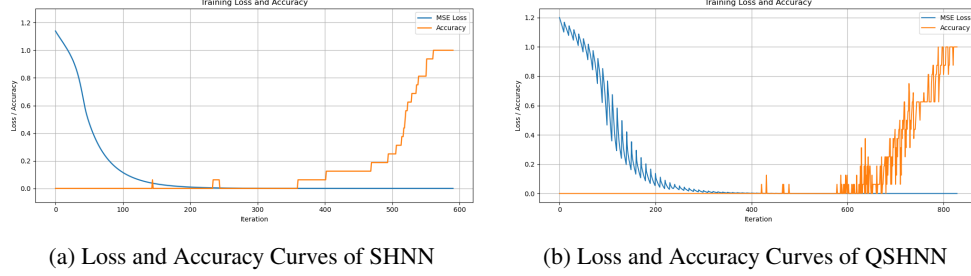 Training Loss and Accuracy
Training Loss and Accuracy
1.2
1.0
0.8
0.6
0.4
0.2
0.0
Loss / Accuracy
MSE Loss
Accuracy
0
100
200
300
400
500
600
Iteration
1.2
1.0
0.8
0.6
0.4
0.2
0.0
Loss / Accuracy
MSE Loss
Accuracy
0
200
400
600
800
Iteration
(a) Loss and Accuracy Curves of SHNN
(b) Loss and Accuracy Curves of QSHNN